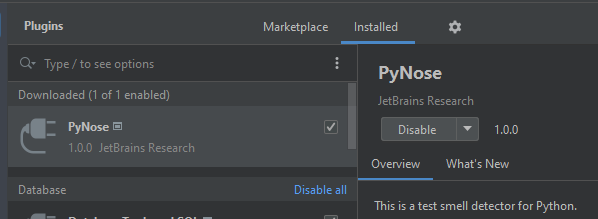 Plugins
Marketplace
Installed
Type / to see options
Downloaded (1 of 1 enabled)
PyNose
1.0.0 JetBrains Research
Database
Disable all
PyNose
JetBrains Research
Disable
1.0.0
Overview
What's New
This is a test smell detector for Python.